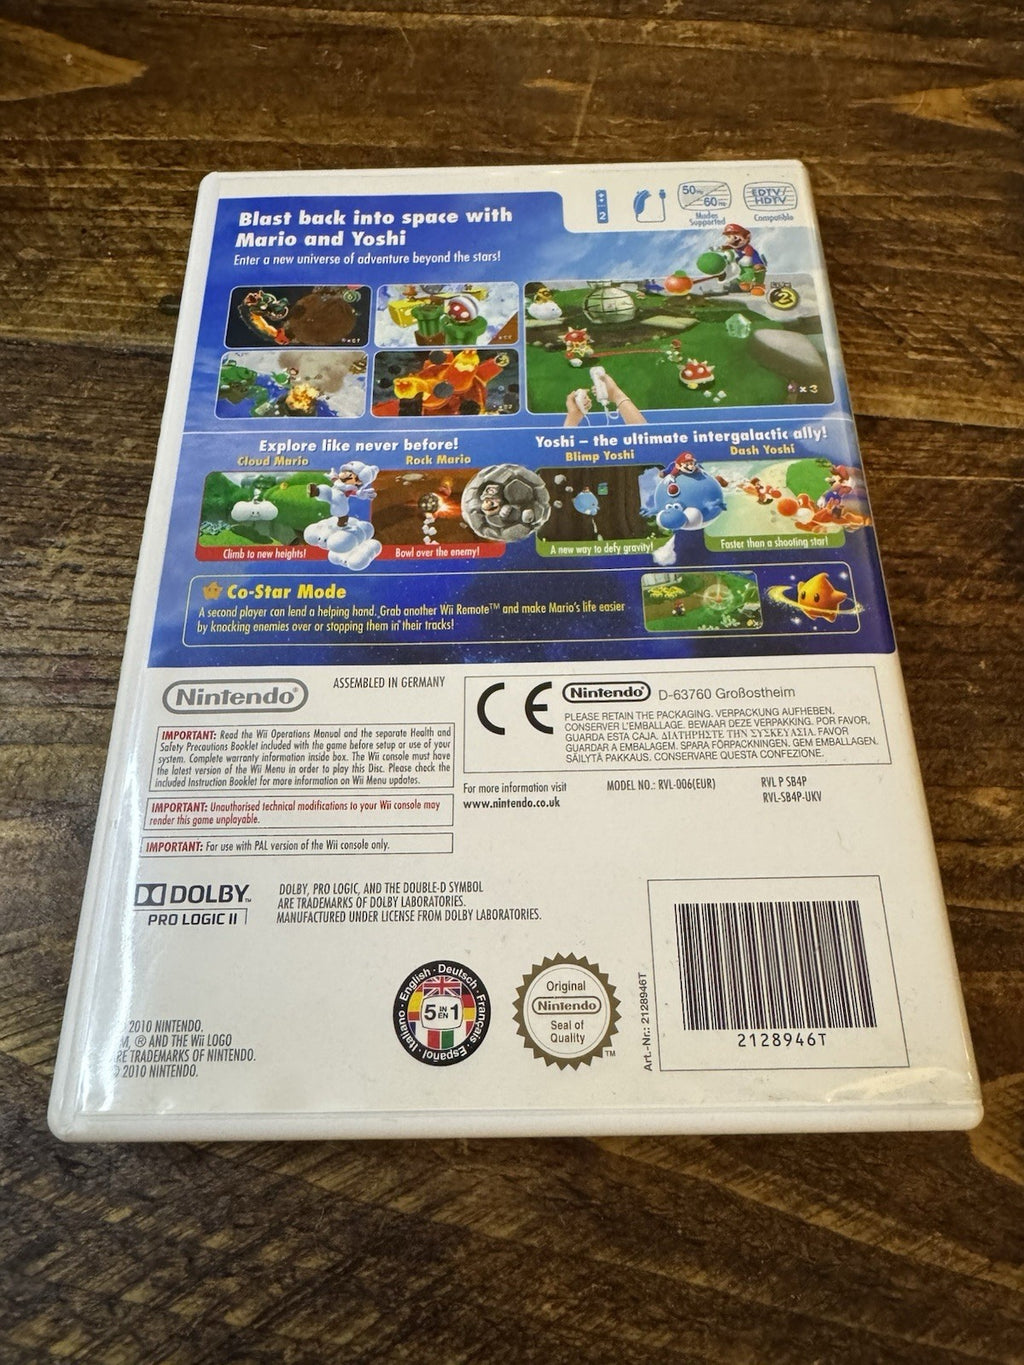 Blast back into space with
Mario and Yoshi
Enter a new universe of adventure beyond the stars!
2
50Hz
60Hz
Modes
Supported
EDTV/
HDTV
Compatible
3
x 3
Explore like never before!
Yoshi – the ultimate intergalactic ally!
Cloud Mario
Rock Mario
Blimp Yoshi
Dash Yoshi
Climb to new heights!
Bowl over the enemy!
A new way to defy gravity!
Faster than a shooting star!
Co-Star Mode
A second player can lend a helping hand. Grab another Wii Remote™ and make Mario's life easier
by knocking enemies over or stopping them in their tracks!
Nintendo®
ASSEMBLED IN GERMANY
IMPORTANT: Read the Wii Operations Manual and the separate Health and
Safety Precautions Booklet included with the game before setup or use of your
system. Complete warranty information inside box. The Wii console must have
the latest version of the Wii Menu in order to play this Disc. Please check the
included Instruction Booklet for more information on Wii Menu updates.
IMPORTANT: Unauthorised technical modifications to your Wii console may
render this game unplayable.
IMPORTANT: For use with PAL version of the Wii console only.
CE
Nintendo® D-63760 Großostheim
PLEASE RETAIN THE PACKAGING. VERPACKUNG AUFHEBEN.
CONSERVER L'EMBALLAGE. BEWAAR DEZE VERPAKKING. POR FAVOR,
GUARDA ESTA CAJA. ΔΙΑΤΗΡΗΣΤΕ ΤΗΝ ΣΥΣΚΕΥΑΣΙΑ. FAVOR
GUARDAR A EMBALAGEM. SPARA FÖRPACKNINGEN. GEM EMBALLAGEN.
SÄILYTÄ PAKKAUS. CONSERVARE QUESTA CONFEZIONE.
For more information visit
www.nintendo.co.uk
MODEL NO.: RVL-006(EUR)
RVL P SB4P
RVL-SB4P-UKV
DOLBY™
PRO LOGIC II
DOLBY, PRO LOGIC, AND THE DOUBLE-D SYMBOL
ARE TRADEMARKS OF DOLBY LABORATORIES.
MANUFACTURED UNDER LICENSE FROM DOLBY LABORATORIES.
English · Deutsch · Français · Español · Italiano
5 IN EN 1
Original
Nintendo®
Seal of
Quality
™
Art.-Nr.: 2128946T
2128946T
2010 NINTENDO.
M, ® AND THE Wii LOGO
RE TRADEMARKS OF NINTENDO.
© 2010 NINTENDO.